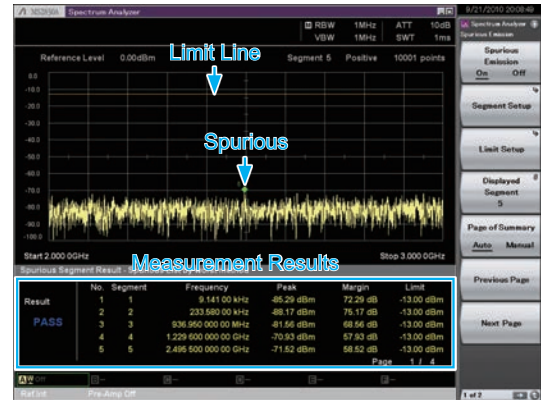 MS2850A Spectrum Analyzer 9/21/2010 20:08:49
RBW 1MHz ATT 10dB
VBW 1MHz SWT 1ms
Spectrum Analyzer
Spurious Emission
Reference Level 0.00dBm Segment 5 Positive 10001 points
Limit Line
Spurious
Emission
On Off
Segment Setup
Limit Setup
Displayed
Segment
5
Page of Summary
Auto Manual
Previous Page
Next Page
1 of 2
0.0
-10.0
-20.0
-30.0
-40.0
-50.0
-60.0
-70.0
-80.0
-90.0
-100.0
Spurious
Start 2.000 0GHz Stop 3.000 0GHz
Measurement Results
Spurious Segment Result -
No. Segment Frequency Peak Margin Limit
Result 1 1 9.141 00 kHz -85.29 dBm 72.29 dB -13.00 dBm
PASS 2 2 233.580 00 kHz -88.17 dBm 75.17 dB -13.00 dBm
3 3 936.950 000 00 MHz -81.56 dBm 68.56 dB -13.00 dBm
4 4 1.229 600 000 00 GHz -70.93 dBm 57.93 dB -13.00 dBm
5 5 2.495 500 000 00 GHz -71.52 dBm 58.52 dB -13.00 dBm
Page 1 / 4
Off
Ref.Int Pre-Amp Off